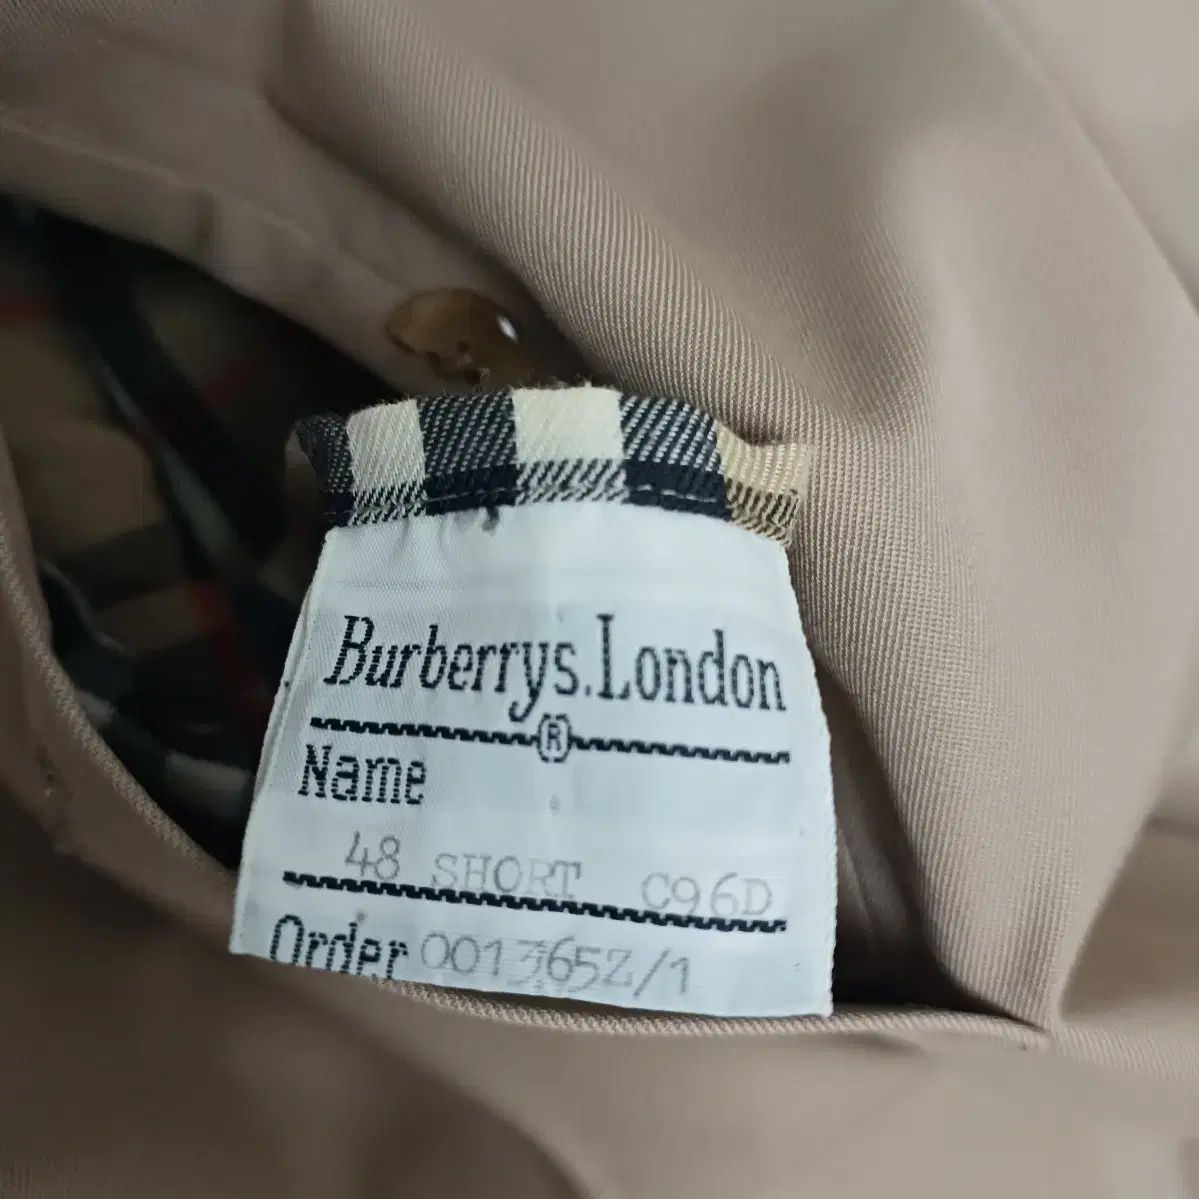 Burberrys.London
®
Name
48 SHORT C96D
Order 001365Z/1